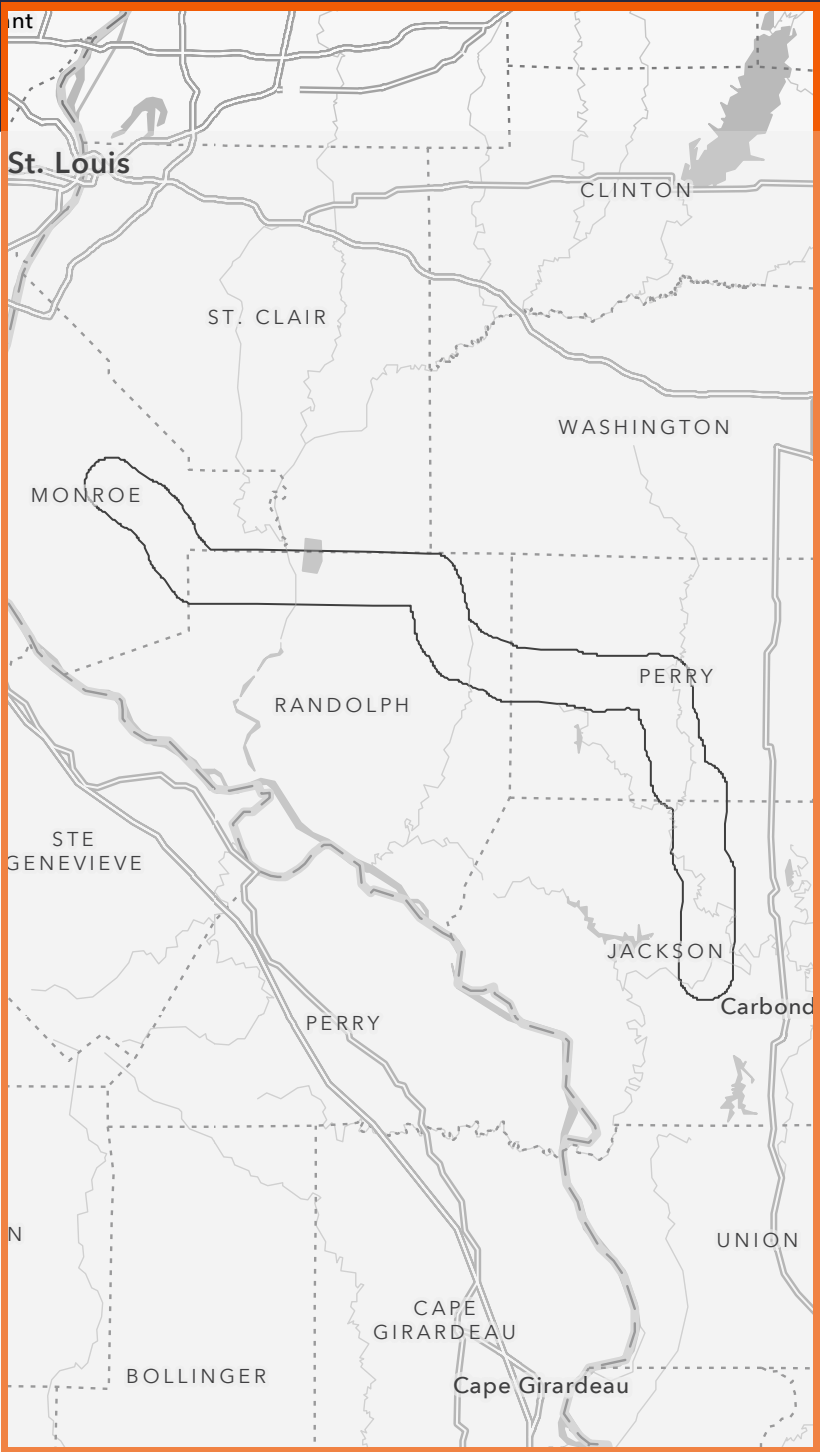 nt
St. Louis
CLINTON
ST. CLAIR
WASHINGTON
MONROE
PERRY
RANDOLPH
STE
GENEVIEVE
JACKSON
Carbond
PERRY
N
UNION
CAPE
GIRARDEAU
BOLLINGER
Cape Girardeau